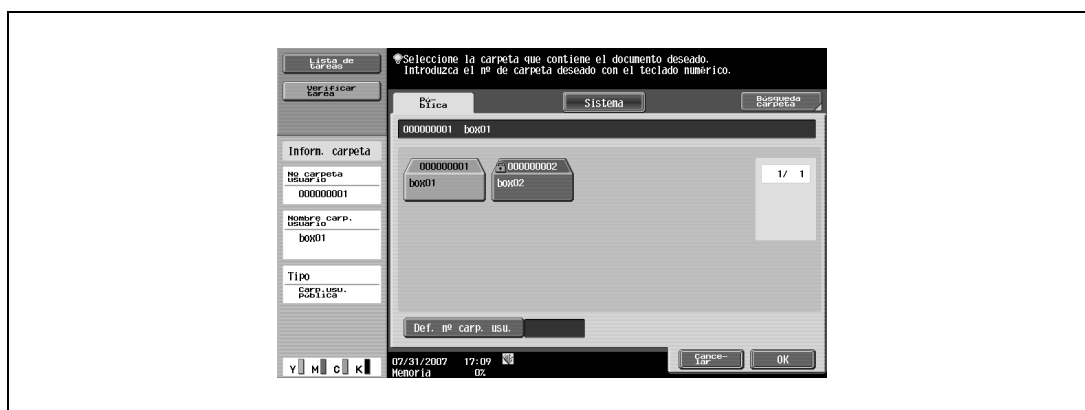 Lista de
tareas
Verificar
tarea
Inform. carpeta
No carpeta
usuario
000000001
Nombre carp.
usuario
box01
Tipo
Carp.usu.
pública
Y M C K
Seleccione la carpeta que contiene el documento deseado.
Introduzca el nº de carpeta deseado con el teclado numérico.
Pú-
blica
Sistema
Búsqueda
carpeta
000000001 box01
000000001
box01
000000002
box02
1/ 1
Def. nº carp. usu.
07/31/2007 17:09
Memoria 0%
Cance-
lar
OK